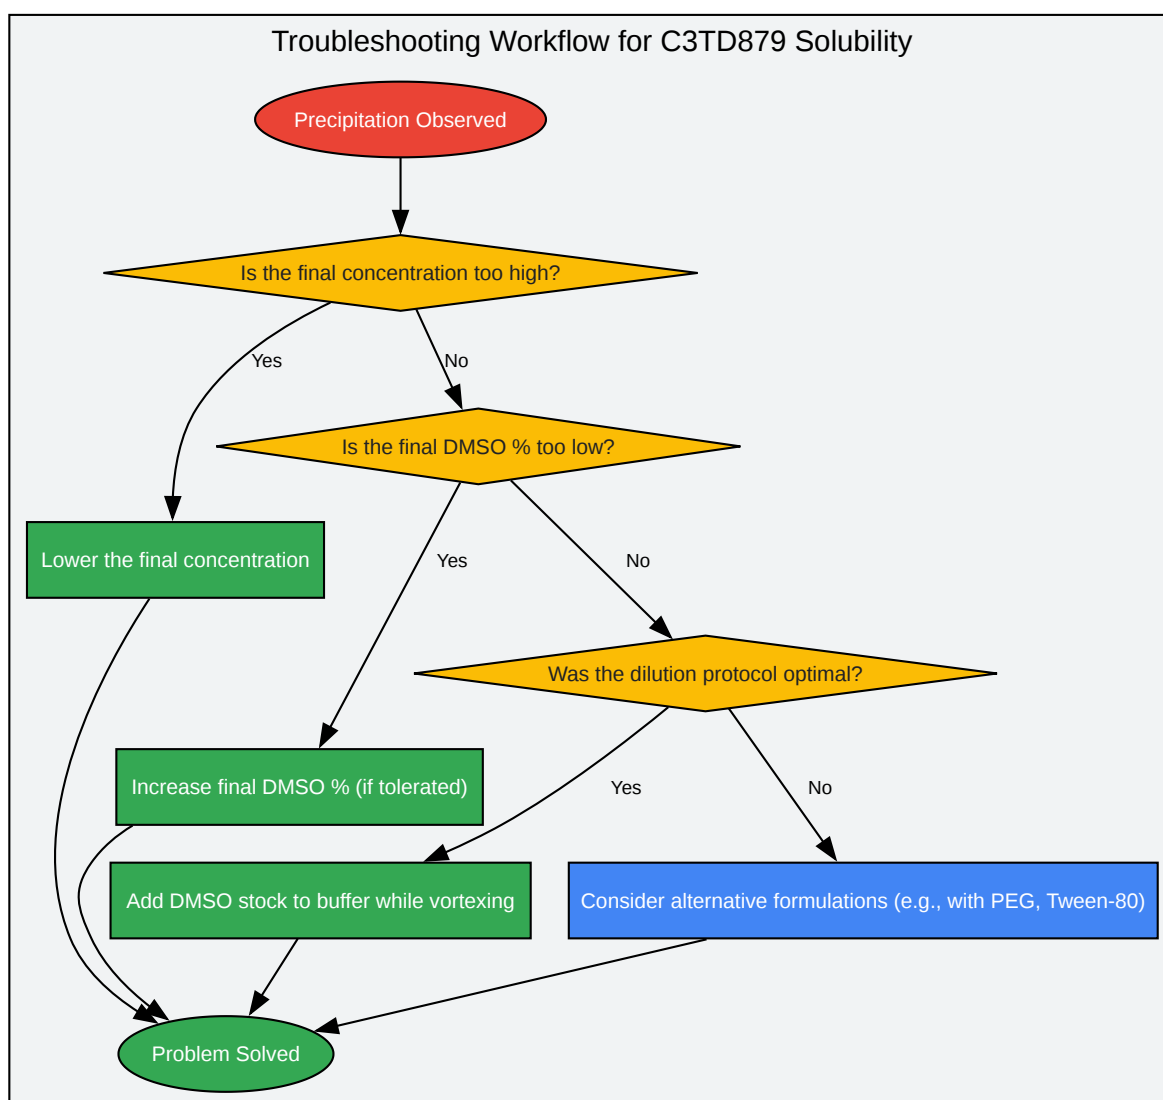 Troubleshooting Workflow for C3TD879 Solubility
Precipitation Observed
Is the final concentration too high?
Yes
No
Is the final DMSO % too low?
Lower the final concentration
Yes
No
Was the dilution protocol optimal?
Increase final DMSO % (if tolerated)
Yes
No
Add DMSO stock to buffer while vortexing
Consider alternative formulations (e.g., with PEG, Tween-80)
Problem Solved